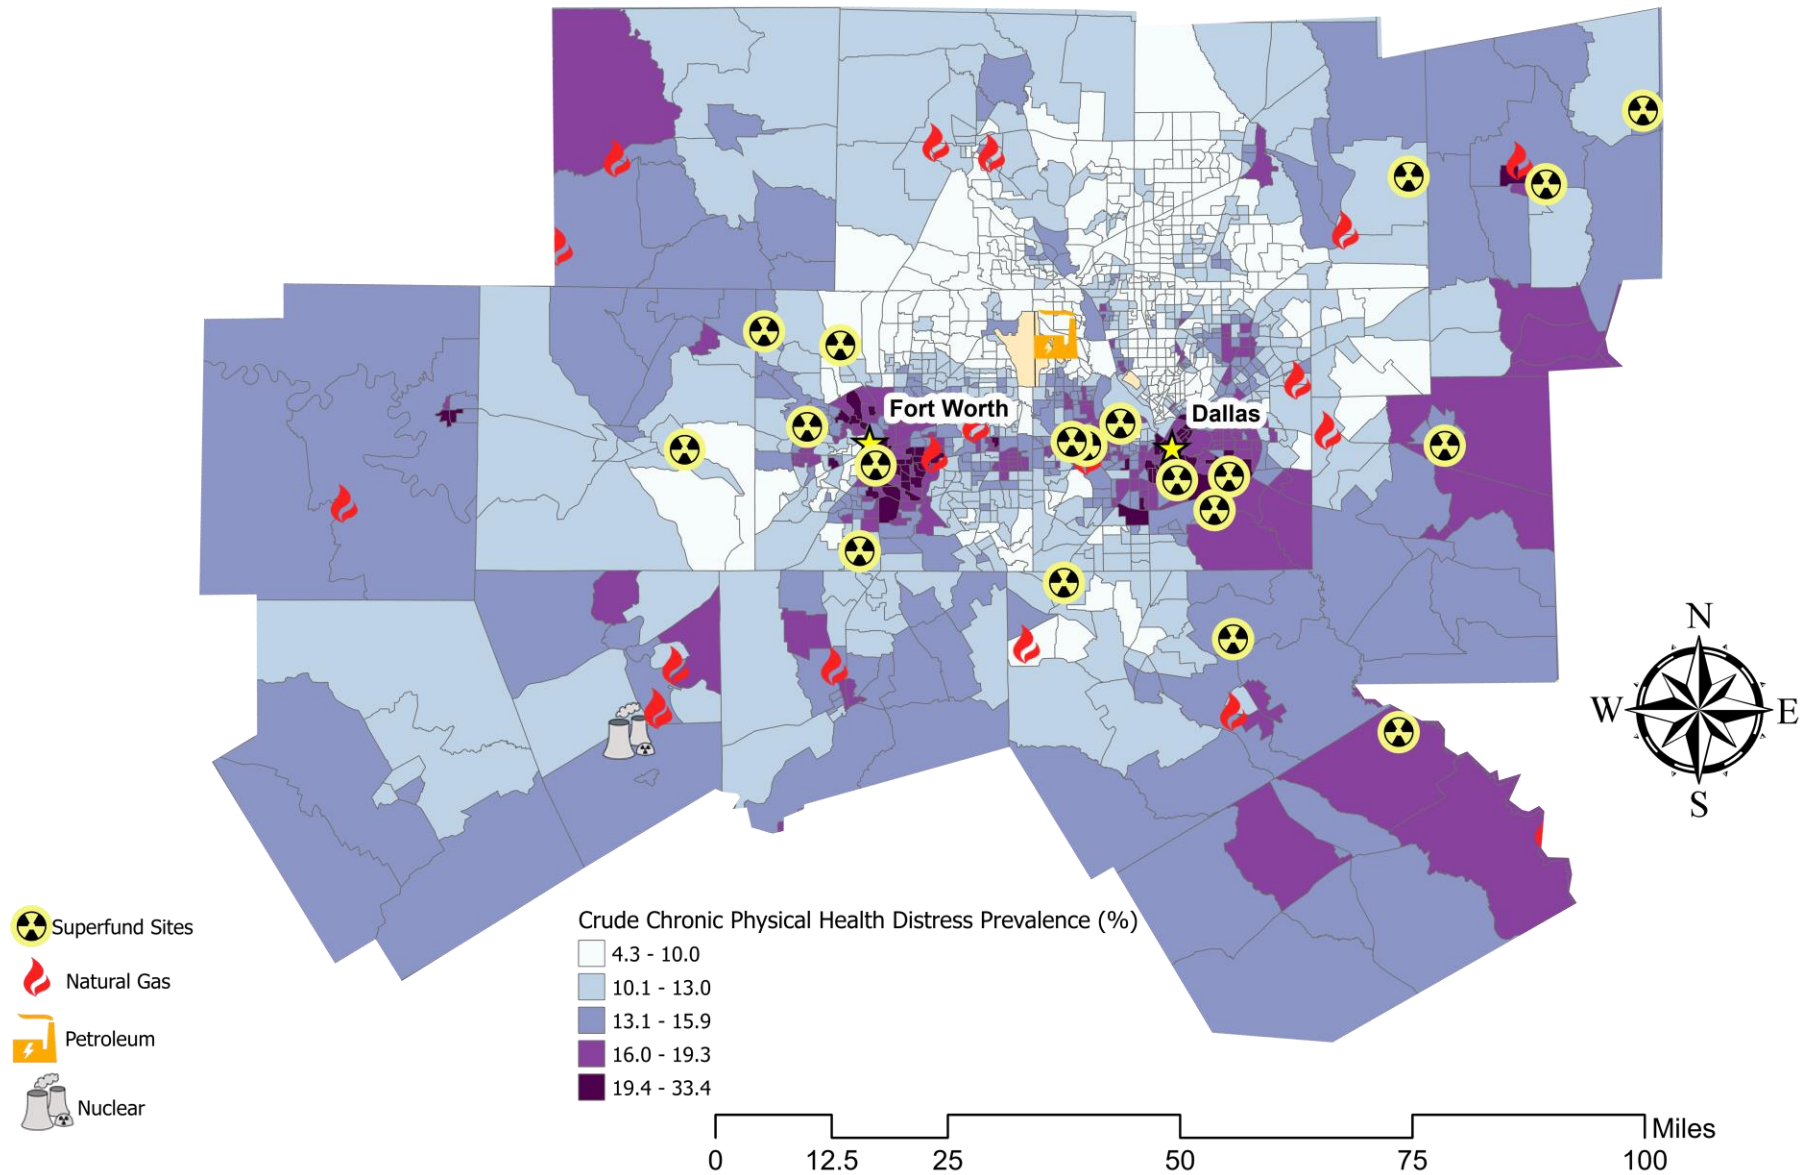 N
W
E
S
Fort Worth
Dallas
Superfund Sites
Natural Gas
Petroleum
Nuclear
Crude Chronic Physical Health Distress Prevalence (%)
4.3 - 10.0
10.1 - 13.0
13.1 - 15.9
16.0 - 19.3
19.4 - 33.4
Miles
0 12.5 25 50 75 100